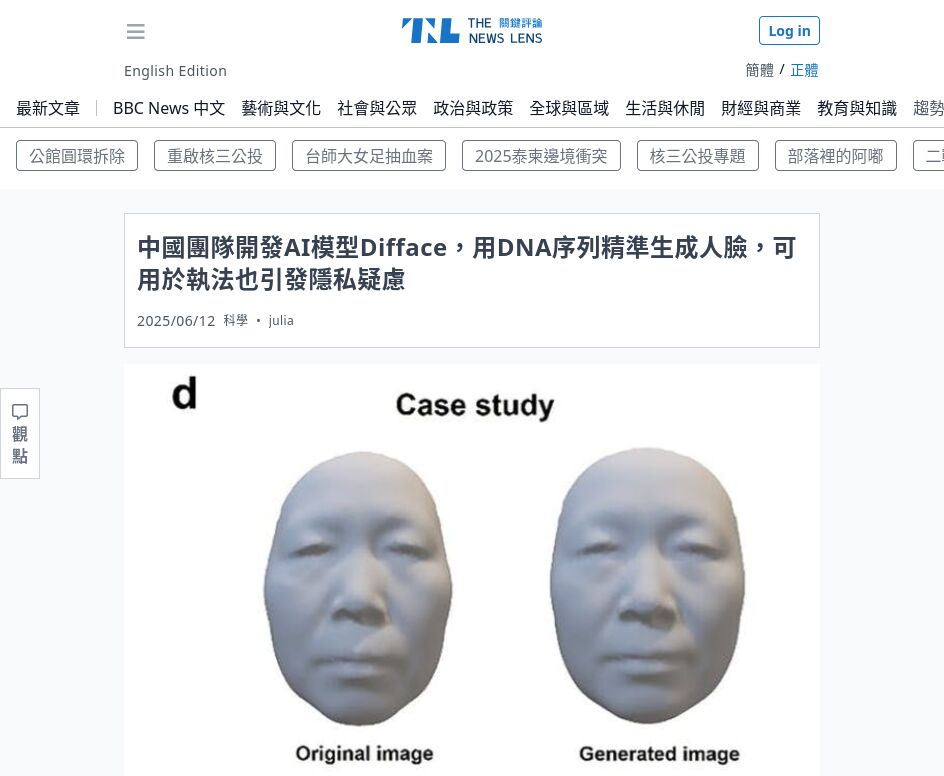 THE 關鍵評論
NEWS LENS
Log in
English Edition
簡體 / 正體
最新文章 BBC News 中文 藝術與文化 社會與公眾 政治與政策 全球與區域 生活與休閒 財經與商業 教育與知識 趨勢
公館圓環拆除 重啟核三公投 台師大女足抽血案 2025泰柬邊境衝突 核三公投專題 部落裡的阿嘟
中國團隊開發AI模型Difface，用DNA序列精準生成人臉，可
用於執法也引發隱私疑慮
2025/06/12 科學 • julia
觀
點
d
Case study
Original image Generated image